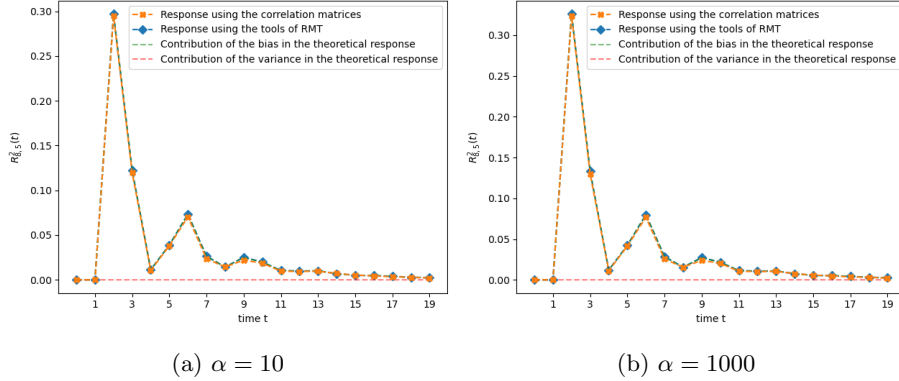 Response using the correlation matrices
Response using the tools of RMT
Contribution of the bias in the theoretical response
Contribution of the variance in the theoretical response
0.30
0.25
0.20
0.15
0.10
0.05
0.00
R²₈,₅(t)
1 3 5 7 9 11 13 15 17 19
time t
(a) α = 10
Response using the correlation matrices
Response using the tools of RMT
Contribution of the bias in the theoretical response
Contribution of the variance in the theoretical response
0.30
0.25
0.20
0.15
0.10
0.05
0.00
R²₈,₅(t)
1 3 5 7 9 11 13 15 17 19
time t
(b) α = 1000